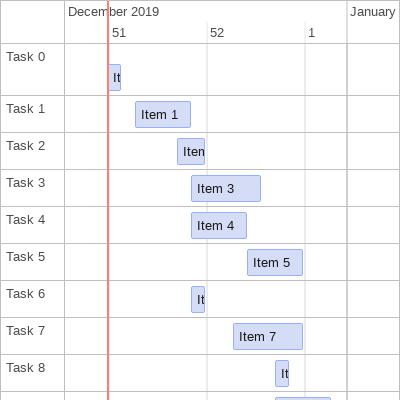 December 2019
January
51
52
1
Task 0
It
Task 1
Item 1
Task 2
Item
Task 3
Item 3
Task 4
Item 4
Task 5
Item 5
Task 6
It
Task 7
Item 7
Task 8
It